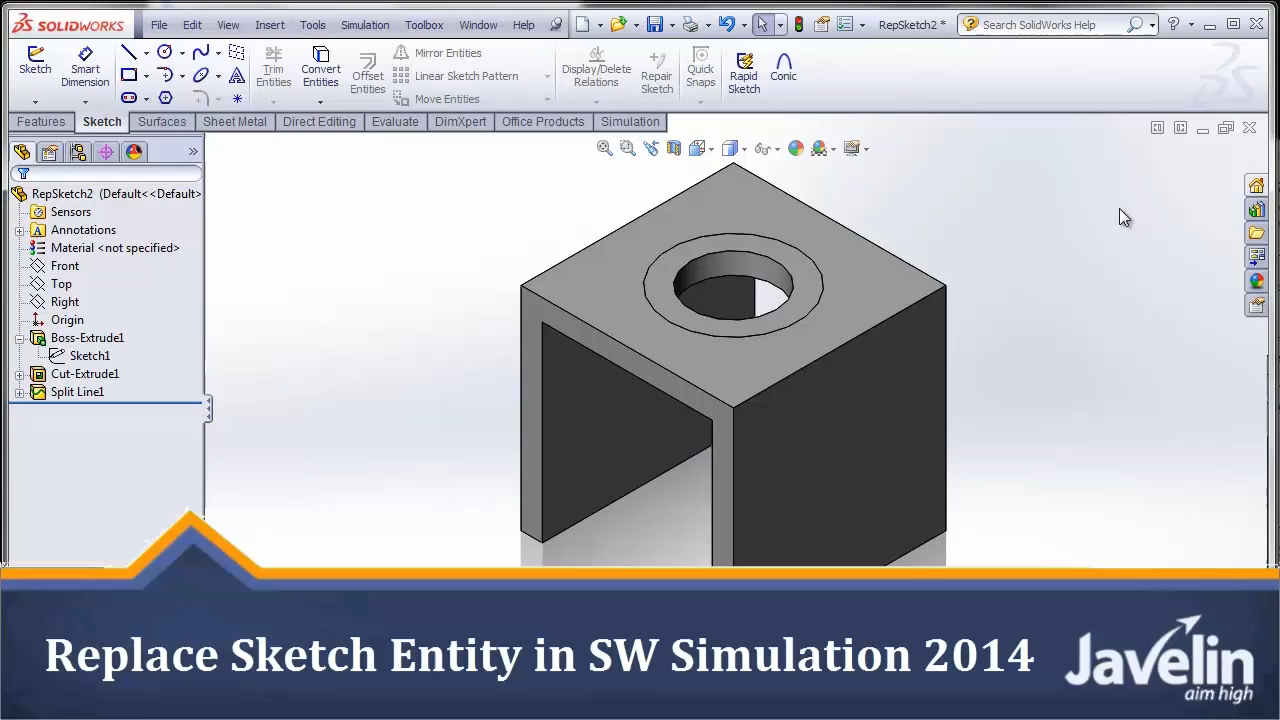 SOLIDWORKS File Edit View Insert Tools Simulation Toolbox Window Help RepSketch2 * Search SolidWorks Help
Sketch
Smart Dimension
Trim Entities
Convert Entities
Offset Entities
Mirror Entities
Linear Sketch Pattern
Move Entities
Display/Delete Relations
Repair Sketch
Quick Snaps
Rapid Sketch
Conic
Features Sketch Surfaces Sheet Metal Direct Editing Evaluate DimXpert Office Products Simulation
RepSketch2 (Default<<Default>
Sensors
Annotations
Material <not specified>
Front
Top
Right
Origin
Boss-Extrude1
Sketch1
Cut-Extrude1
Split Line1
Replace Sketch Entity in SW Simulation 2014
Javelin
aim high